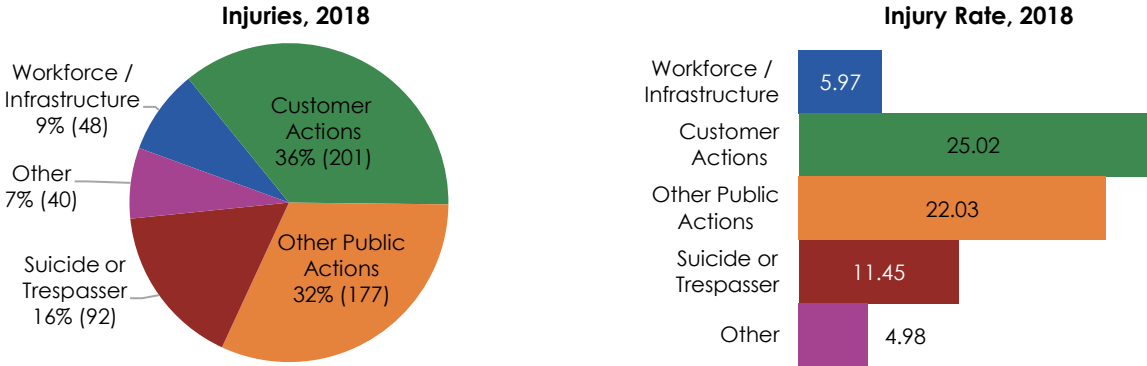 Injuries, 2018
Workforce /
Infrastructure
9% (48)
Customer
Actions
36% (201)
Other
7% (40)
Other Public
Actions
32% (177)
Suicide or
Trespasser
16% (92)
Injury Rate, 2018
Workforce /
Infrastructure
5.97
Customer
Actions
25.02
Other Public
Actions
22.03
Suicide or
Trespasser
11.45
Other
4.98